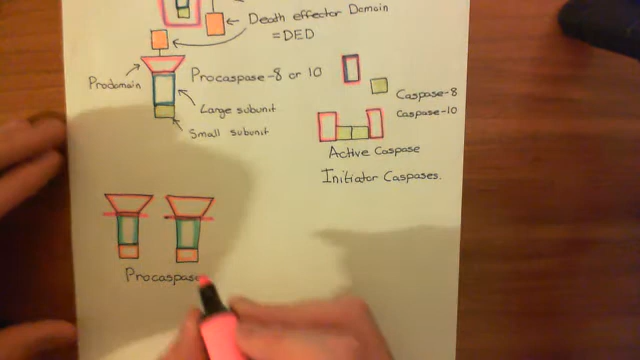 Death effector Domain
= DED
Procaspase-8 or 10
Prodomain
Large subunit
Small subunit
Caspase-8
Caspase-10
Active Caspase
Initiator Caspases.
Procaspase